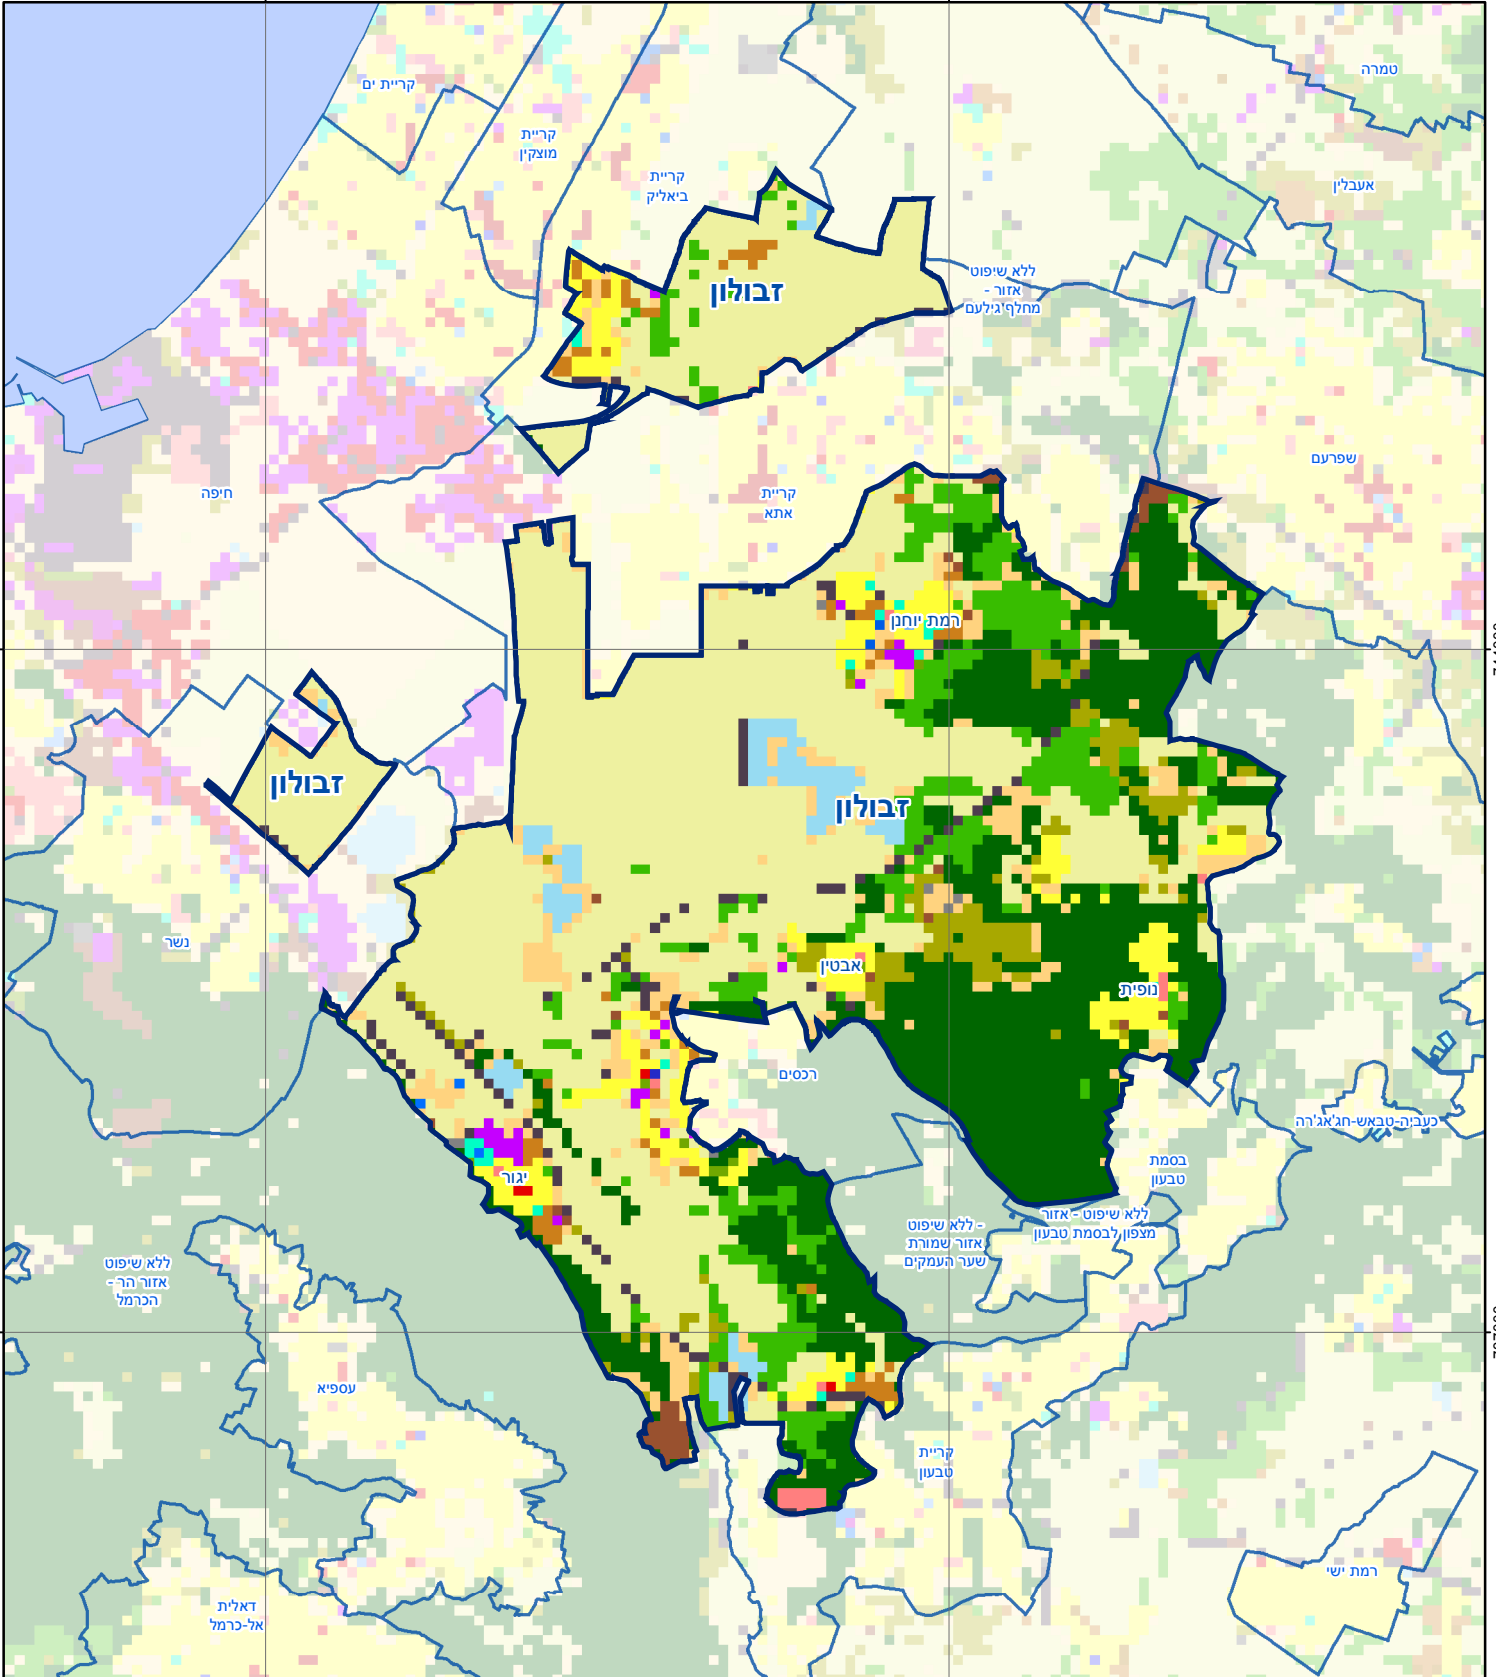 טמרה
קריית ים
קריית
מוצקין
קריית
ביאליק
אעבלין
ללא שיפוט
אזור -
מחלף גילעם
זבולון
שפרעם
חיפה
קריית
אתא
רמת יוחנן
זבולון
זבולון
נשר
אבטין
נופית
רכסים
כעביה-טבאש-חג'אג'רה
בסמת
טבעון
יגור
ללא שיפוט - אזור
מצפון לבסמת טבעון
ללא שיפוט -
אזור שמורת
שער העמקים
ללא שיפוט
אזור הר -
הכרמל
עספיא
קריית
טבעון
רמת ישי
דאלית
אל-כרמל